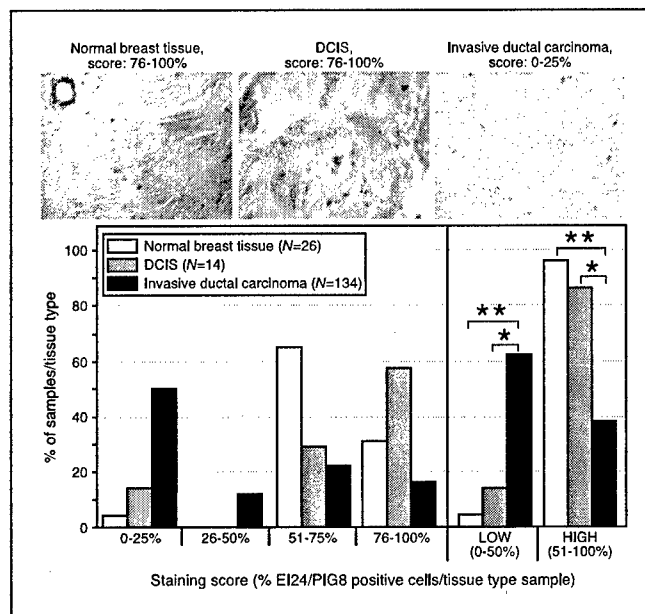 Normal breast tissue,
score: 76-100%
DCIS,
score: 76-100%
Invasive ductal carcinoma,
score: 0-25%
% of samples/tissue type
100
80
60
40
20
0
Normal breast tissue (N=26)
DCIS (N=14)
Invasive ductal carcinoma (N=134)
** *
** *
0-25% 26-50% 51-75% 76-100% LOW (0-50%) HIGH (51-100%)
Staining score (% EI24/PIG8 positive cells/tissue type sample)